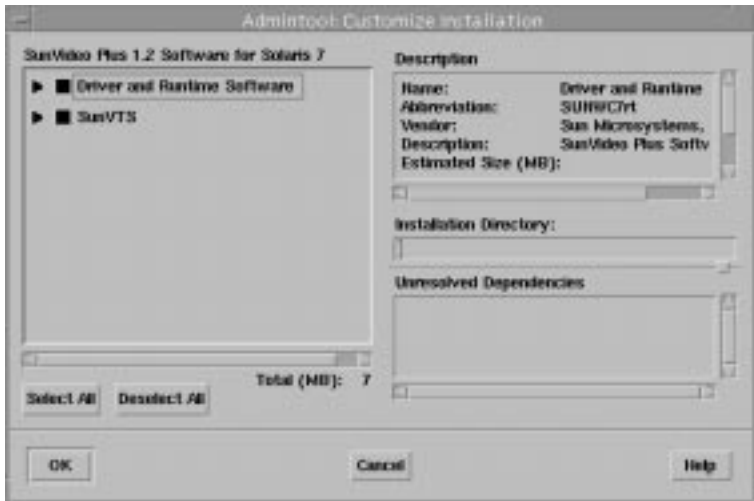 Admintool: Customize Installation
SunVideo Plus 1.2 Software for Solaris 7
Driver and Runtime Software
SunVTS
Total (MB): 7
Select All
Deselect All
Description
Name: Driver and Runtime
Abbreviation:
Vendor: Sun Microsystems,
Description: SunVideo Plus Softw
Estimated Size (MB):
Installation Directory:
Unresolved Dependencies
OK
Cancel
Help